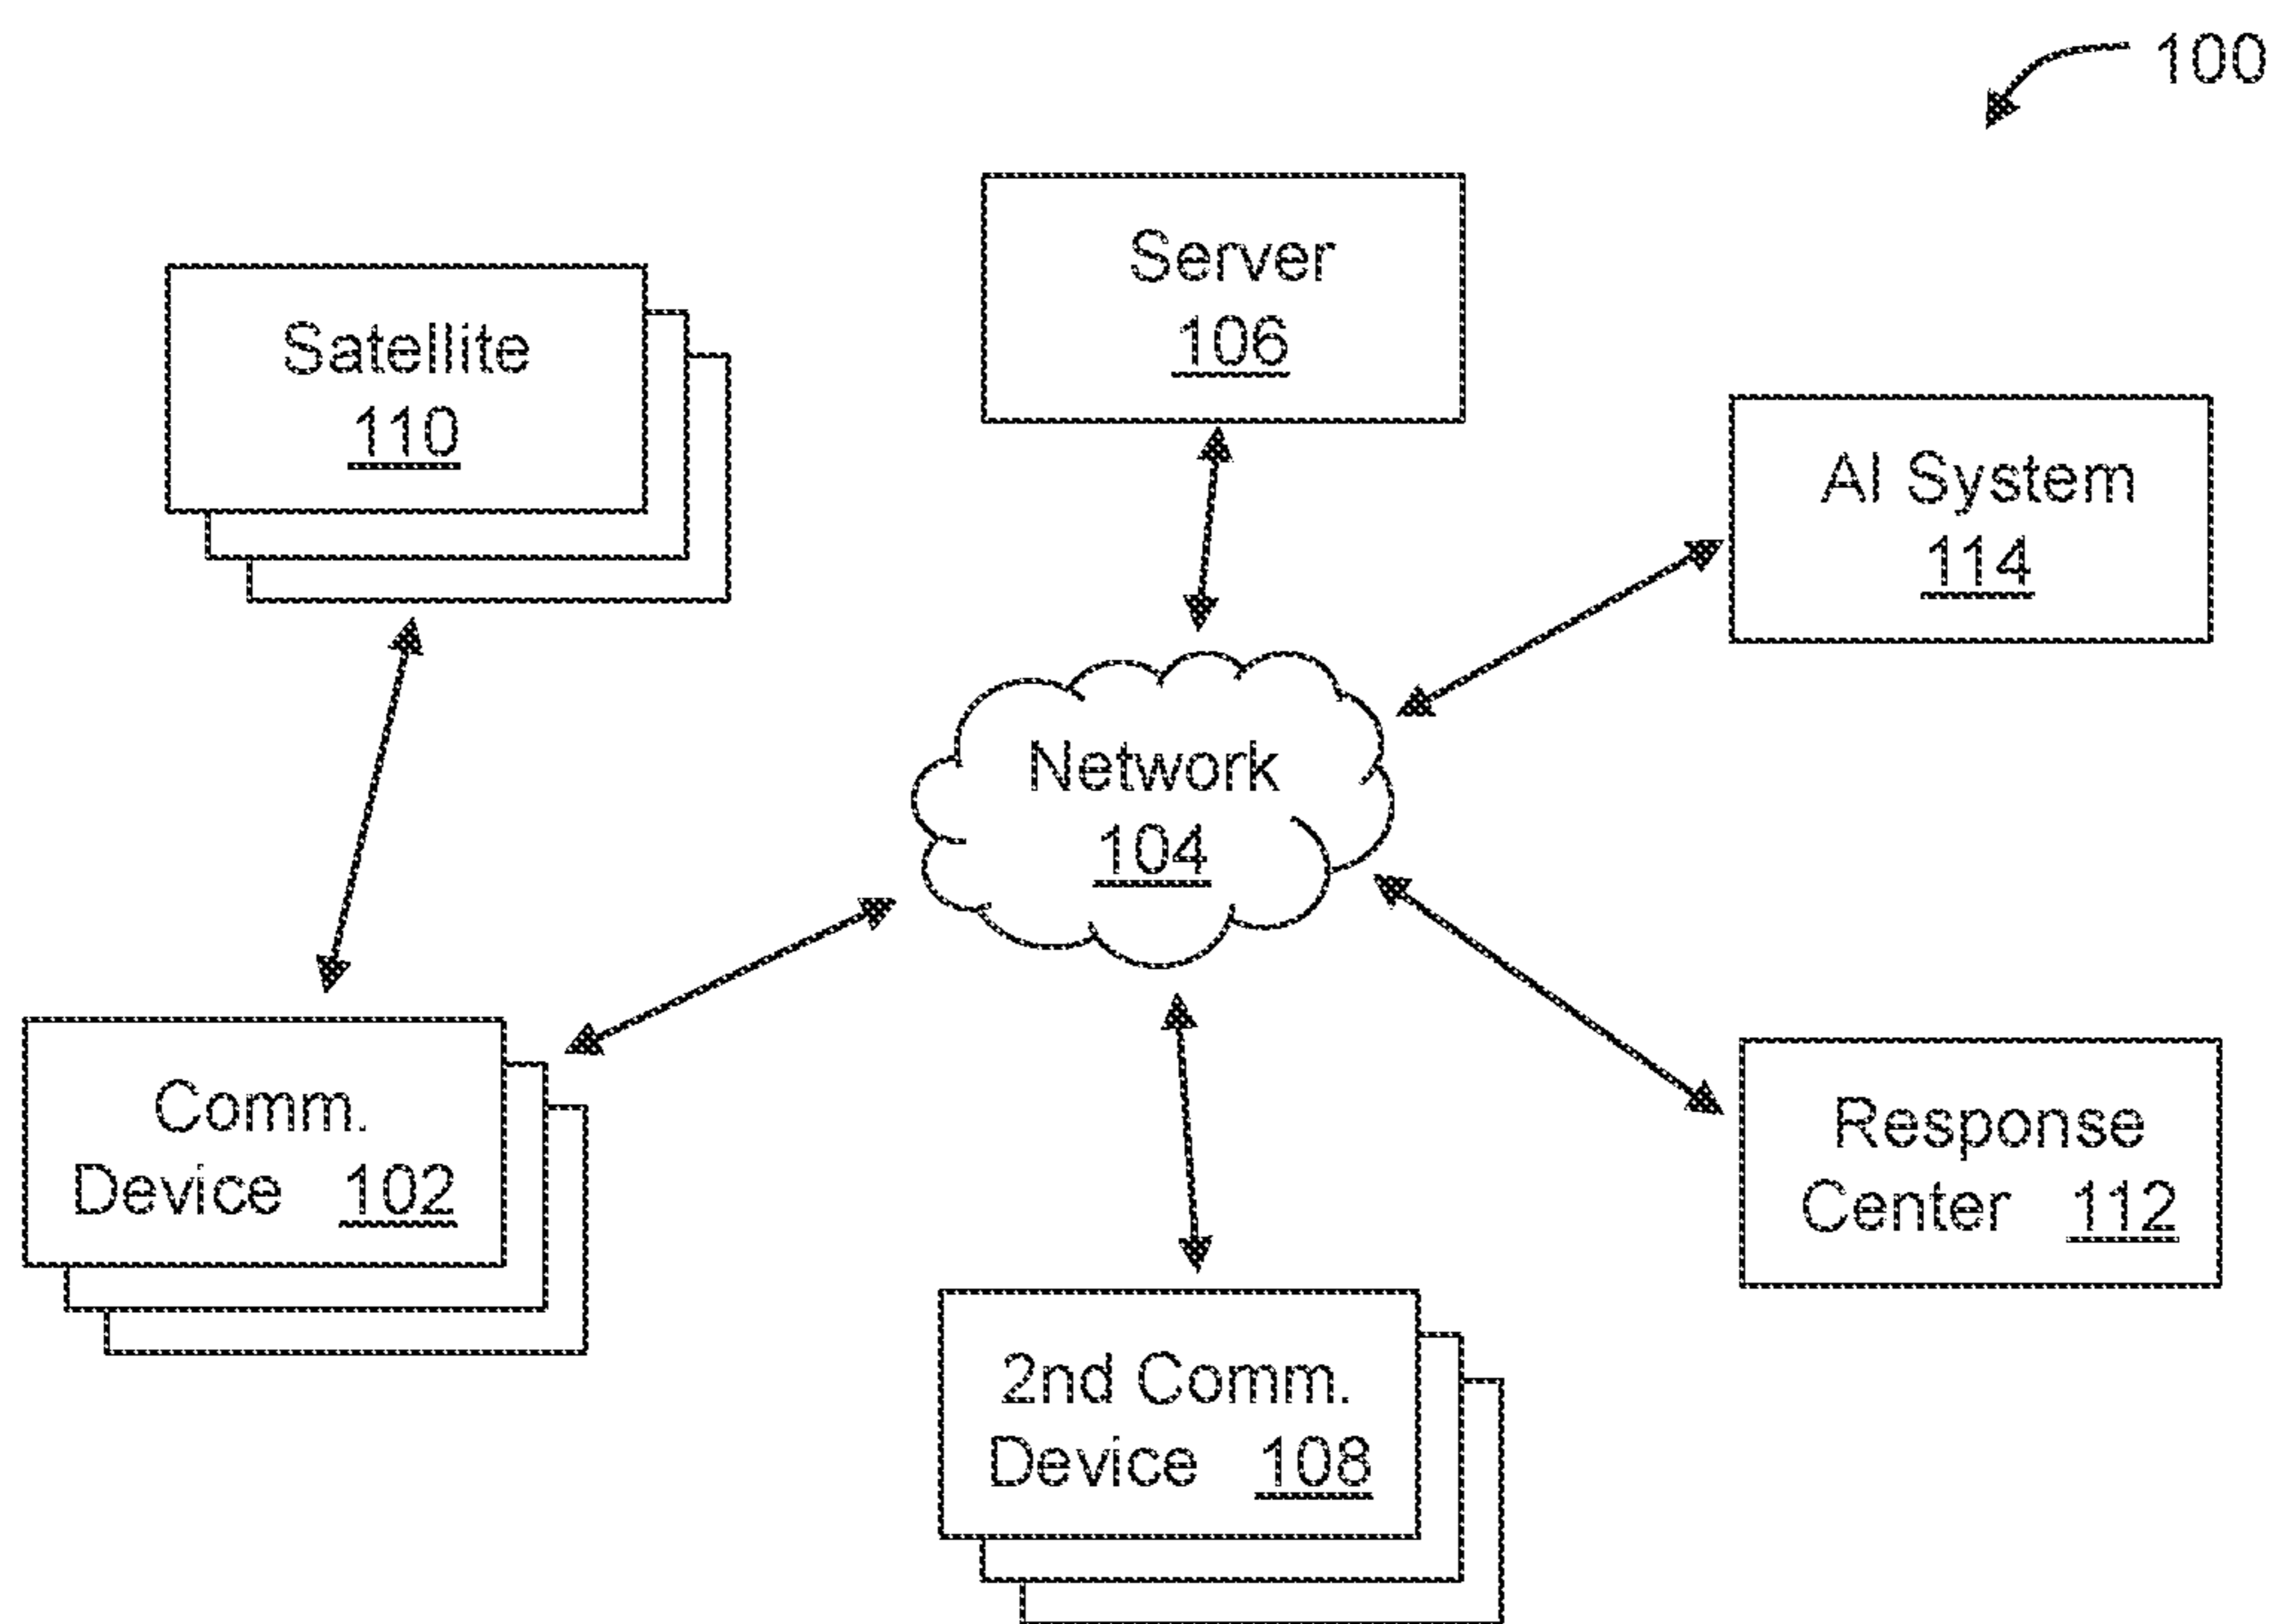 100
Server
106
Satellite
110
AI System
114
Network
104
Comm.
Device 102
Response
Center 112
2nd Comm.
Device 108